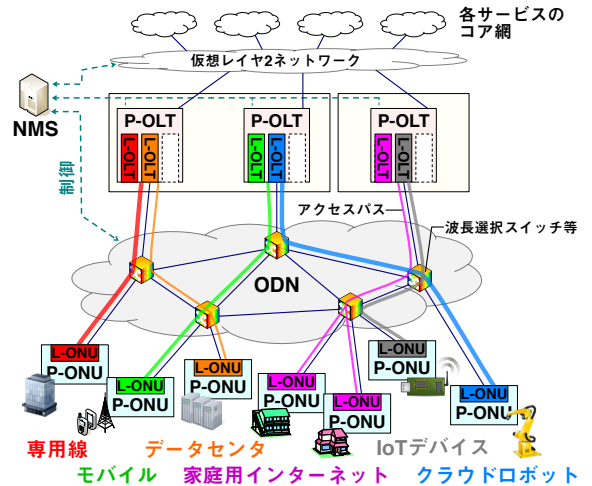 各サービスの
コア網
仮想レイヤ2ネットワーク
NMS
P-OLT
P-OLT
P-OLT
L-OLT
L-OLT
L-OLT
L-OLT
L-OLT
L-OLT
制御
アクセスパス
波長選択スイッチ等
ODN
L-ONU
P-ONU
L-ONU
P-ONU
L-ONU
P-ONU
L-ONU
P-ONU
L-ONU
P-ONU
L-ONU
P-ONU
L-ONU
P-ONU
専用線
データセンタ
IoTデバイス
モバイル
家庭用インターネット
クラウドロボット